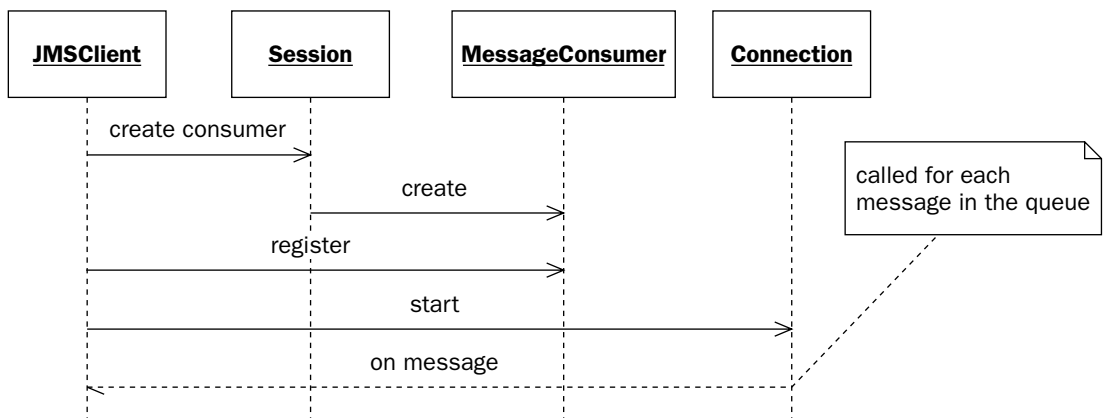 JMSClient
Session
MessageConsumer
Connection
create consumer
called for each
message in the queue
create
register
start
on message